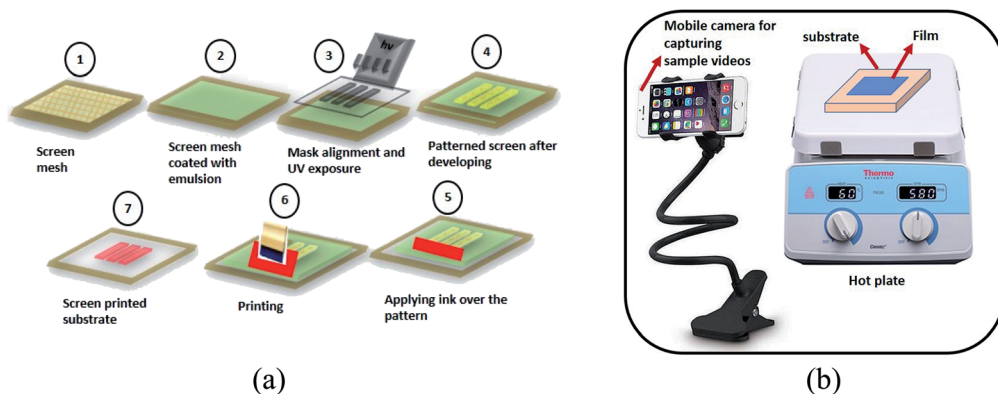 1
2
3
hν
4
Screen
mesh
Screen mesh
coated with
emulsion
Mask alignment and
UV exposure
Patterned screen after
developing
7
6
5
Screen printed
substrate
Printing
Applying ink over the
pattern
(a)
Mobile camera for
capturing
sample videos
substrate
Film
Thermo
SCIENTIFIC
60
580
Cimarec
Hot plate
(b)